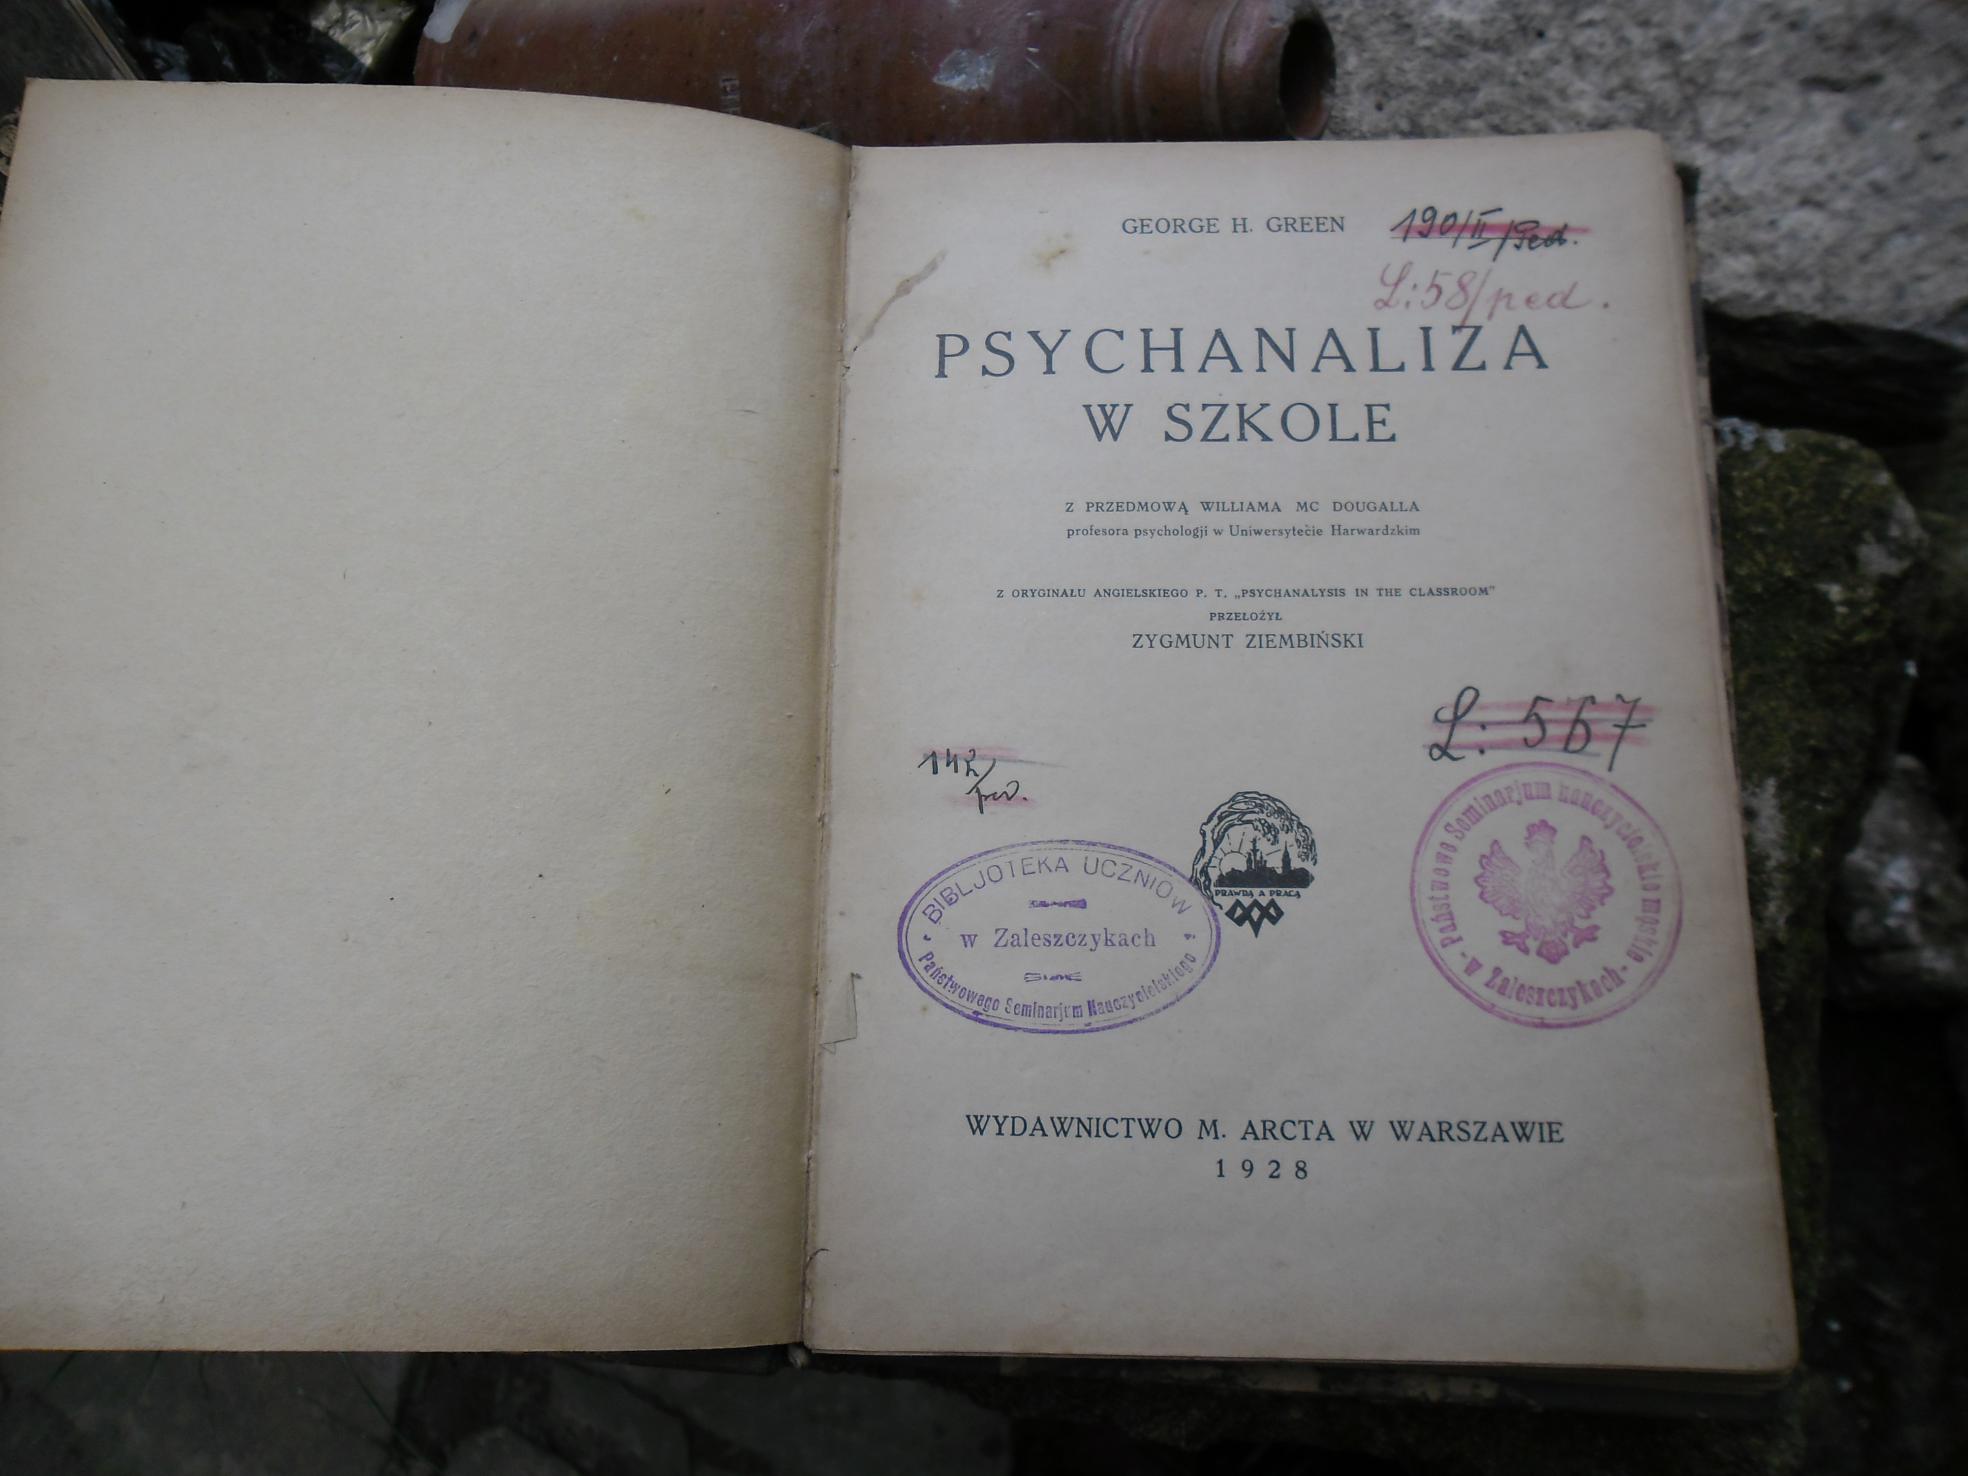 GEORGE H. GREEN
190/II/Ped.
L:58/ped.
PSYCHANALIZA
W SZKOLE
Z PRZEDMOWĄ WILLIAMA MC DOUGALLA
profesora psychologji w Uniwersytecie Harwardzkim
Z ORYGINAŁU ANGIELSKIEGO P. T. „PSYCHANALYSIS IN THE CLASSROOM"
PRZEŁOŻYŁ
ZYGMUNT ZIEMBIŃSKI
L: 567
142/
ped.
PRAWDĄ A PRACĄ
BIBLJOTEKA UCZNIÓW
w Zaleszczykach
Państwowego Seminarjum Nauczycielskiego
Państwowe Seminarjum nauczycielskie męskie
- w Zaleszczykach -
WYDAWNICTWO M. ARCTA W WARSZAWIE
1928